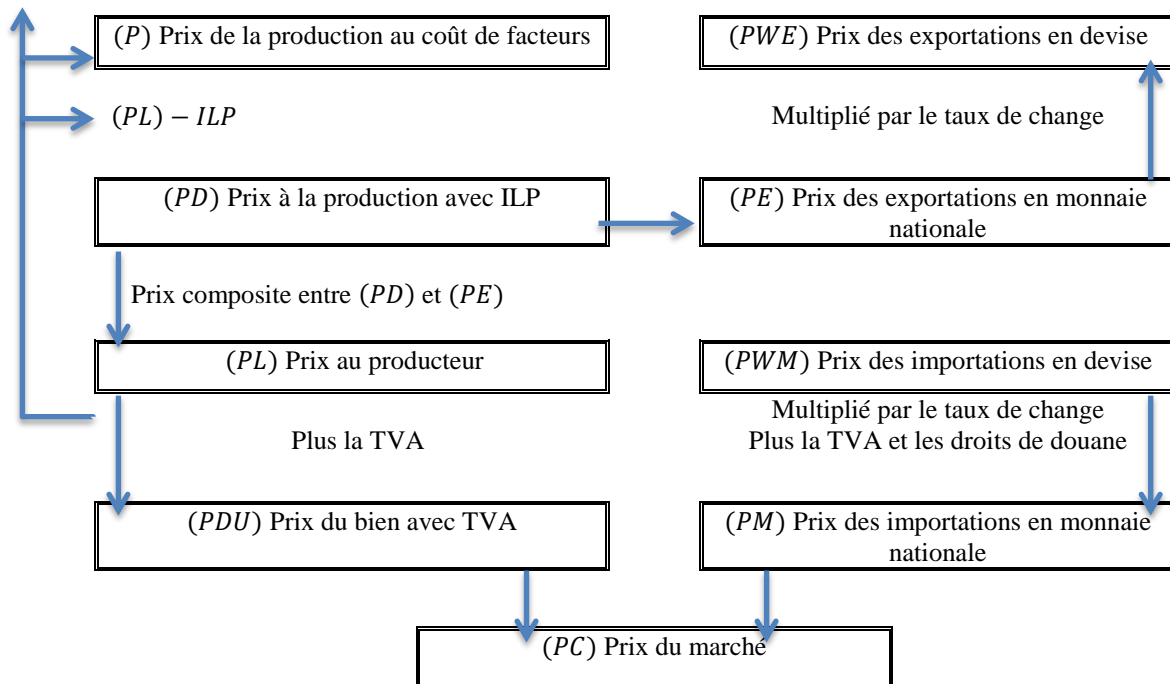 (P) Prix de la production au coût de facteurs
(PWE) Prix des exportations en devise
(PL) − ILP
Multiplié par le taux de change
(PD) Prix à la production avec ILP
(PE) Prix des exportations en monnaie
nationale
Prix composite entre (PD) et (PE)
(PL) Prix au producteur
(PWM) Prix des importations en devise
Plus la TVA
Multiplié par le taux de change
Plus la TVA et les droits de douane
(PDU) Prix du bien avec TVA
(PM) Prix des importations en monnaie
nationale
(PC) Prix du marché